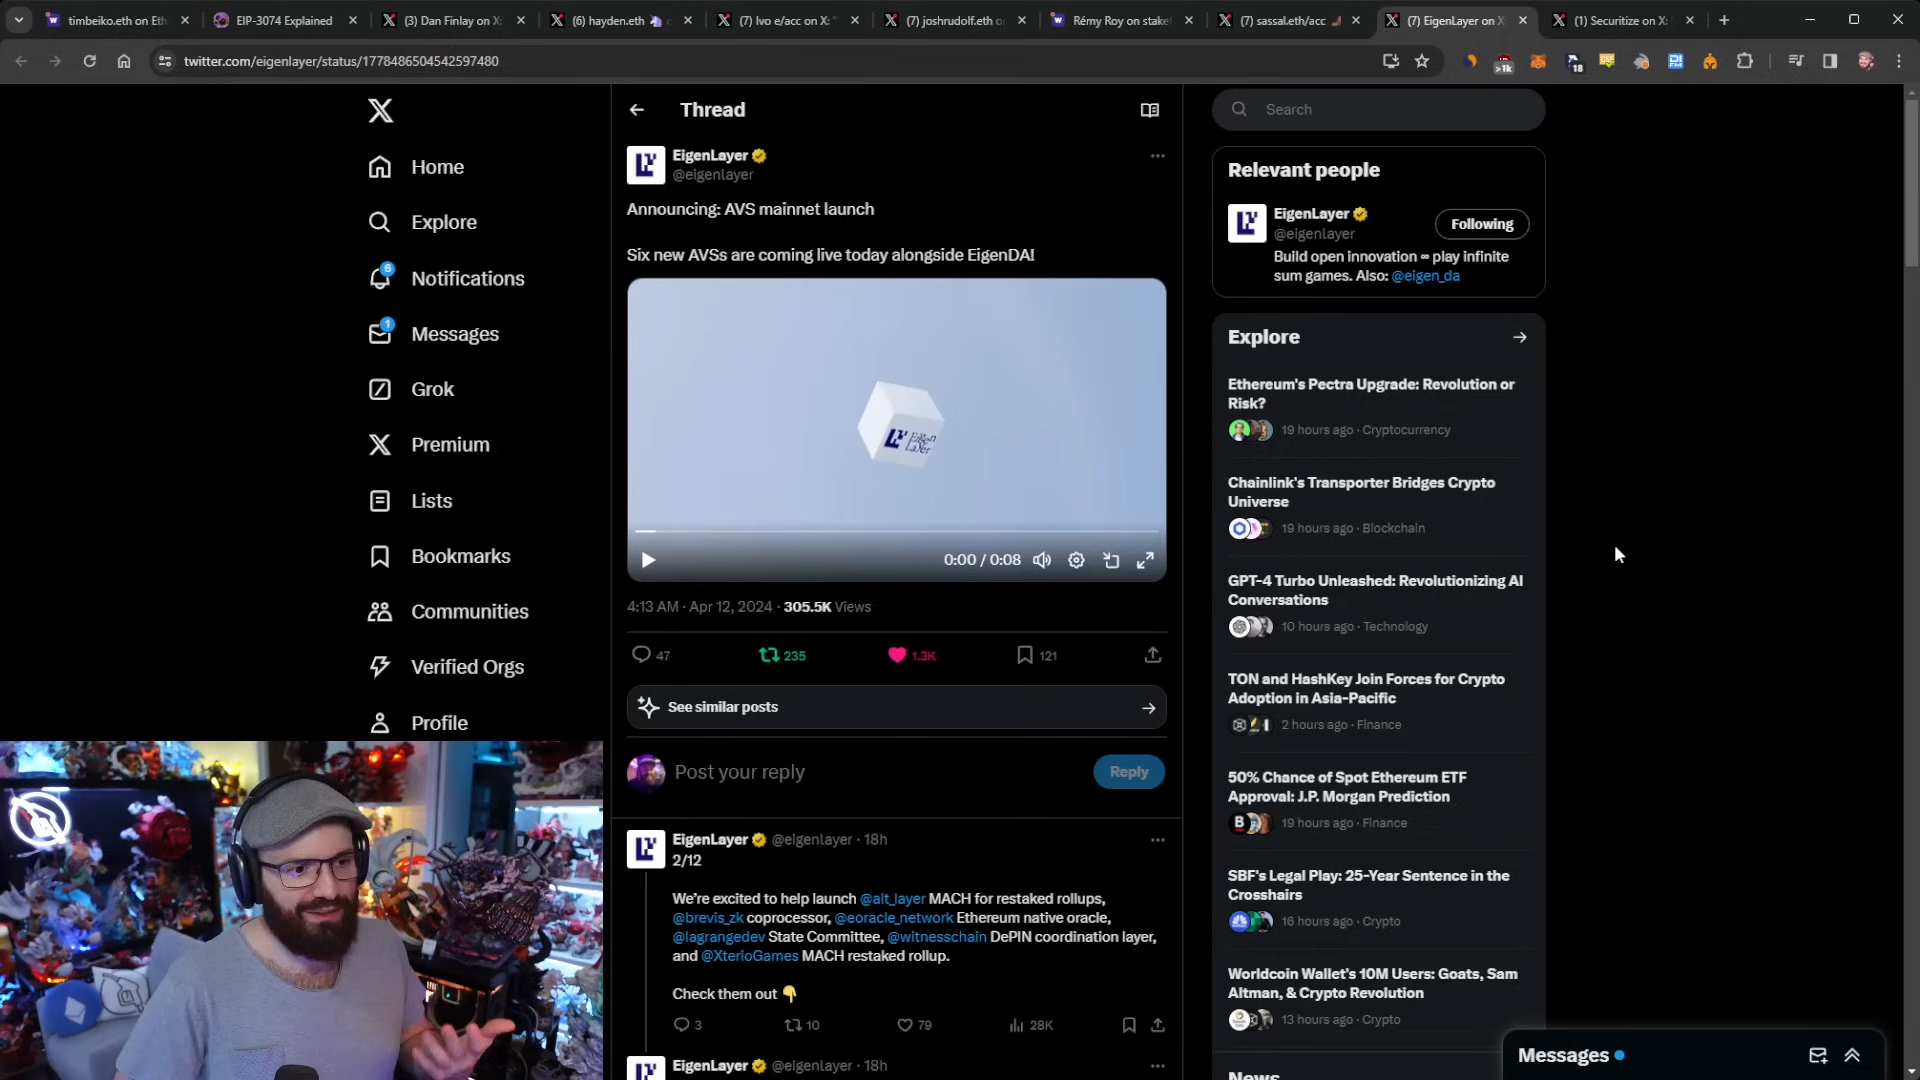 timbeiko.eth on Eth
EIP-3074 Explained
(3) Dan Finlay on X:
(6) hayden.eth
(7) Ivo e/acc on X: "
(7) joshrudolf.eth o
Rémy Roy on stake
(7) sassal.eth/acc
(7) EigenLayer on X
(1) Securitize on X:
twitter.com/eigenlayer/status/1778486504542597480
>1k
18
Home
Explore
6
Notifications
1
Messages
Grok
Premium
Lists
Bookmarks
Communities
Verified Orgs
Profile
Thread
EigenLayer
@eigenlayer
Announcing: AVS mainnet launch
Six new AVSs are coming live today alongside EigenDA!
Eigen
Layer
0:00 / 0:08
4:13 AM · Apr 12, 2024 · 305.5K Views
47
235
1.3K
121
See similar posts
Post your reply
Reply
EigenLayer @eigenlayer · 18h
2/12
We're excited to help launch @alt_layer MACH for restaked rollups,
@brevis_zk coprocessor, @eoracle_network Ethereum native oracle,
@lagrangedev State Committee, @witnesschain DePIN coordination layer,
and @XterioGames MACH restaked rollup.
Check them out 👇
3
10
79
28K
EigenLayer @eigenlayer · 18h
Search
Relevant people
EigenLayer
@eigenlayer
Following
Build open innovation ∞ play infinite
sum games. Also: @eigen_da
Explore
Ethereum's Pectra Upgrade: Revolution or
Risk?
19 hours ago · Cryptocurrency
Chainlink's Transporter Bridges Crypto
Universe
19 hours ago · Blockchain
GPT-4 Turbo Unleashed: Revolutionizing AI
Conversations
10 hours ago · Technology
TON and HashKey Join Forces for Crypto
Adoption in Asia-Pacific
2 hours ago · Finance
50% Chance of Spot Ethereum ETF
Approval: J.P. Morgan Prediction
19 hours ago · Finance
SBF's Legal Play: 25-Year Sentence in the
Crosshairs
16 hours ago · Crypto
Worldcoin Wallet's 10M Users: Goats, Sam
Altman, & Crypto Revolution
13 hours ago · Crypto
News
Messages